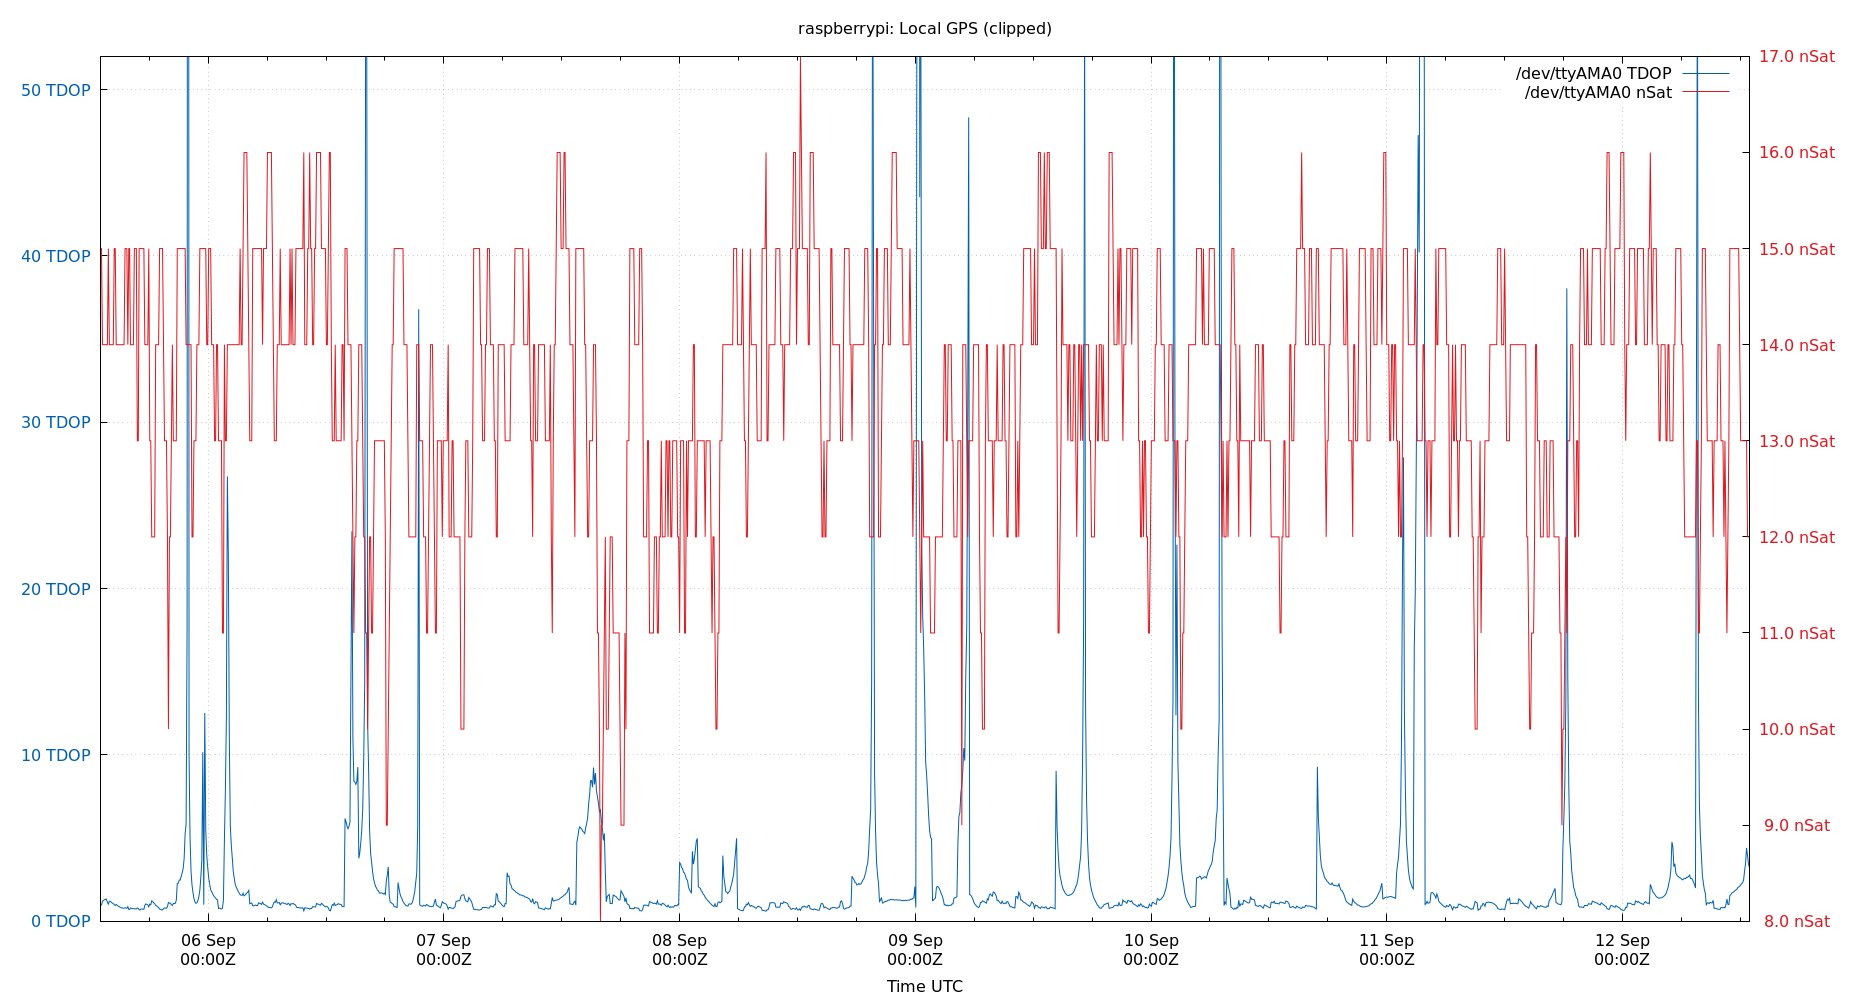 raspberrypi: Local GPS (clipped)
/dev/ttyAMA0 TDOP
/dev/ttyAMA0 nSat
50 TDOP
40 TDOP
30 TDOP
20 TDOP
10 TDOP
0 TDOP
17.0 nSat
16.0 nSat
15.0 nSat
14.0 nSat
13.0 nSat
12.0 nSat
11.0 nSat
10.0 nSat
9.0 nSat
8.0 nSat
06 Sep
00:00Z
07 Sep
00:00Z
08 Sep
00:00Z
09 Sep
00:00Z
10 Sep
00:00Z
11 Sep
00:00Z
12 Sep
00:00Z
Time UTC